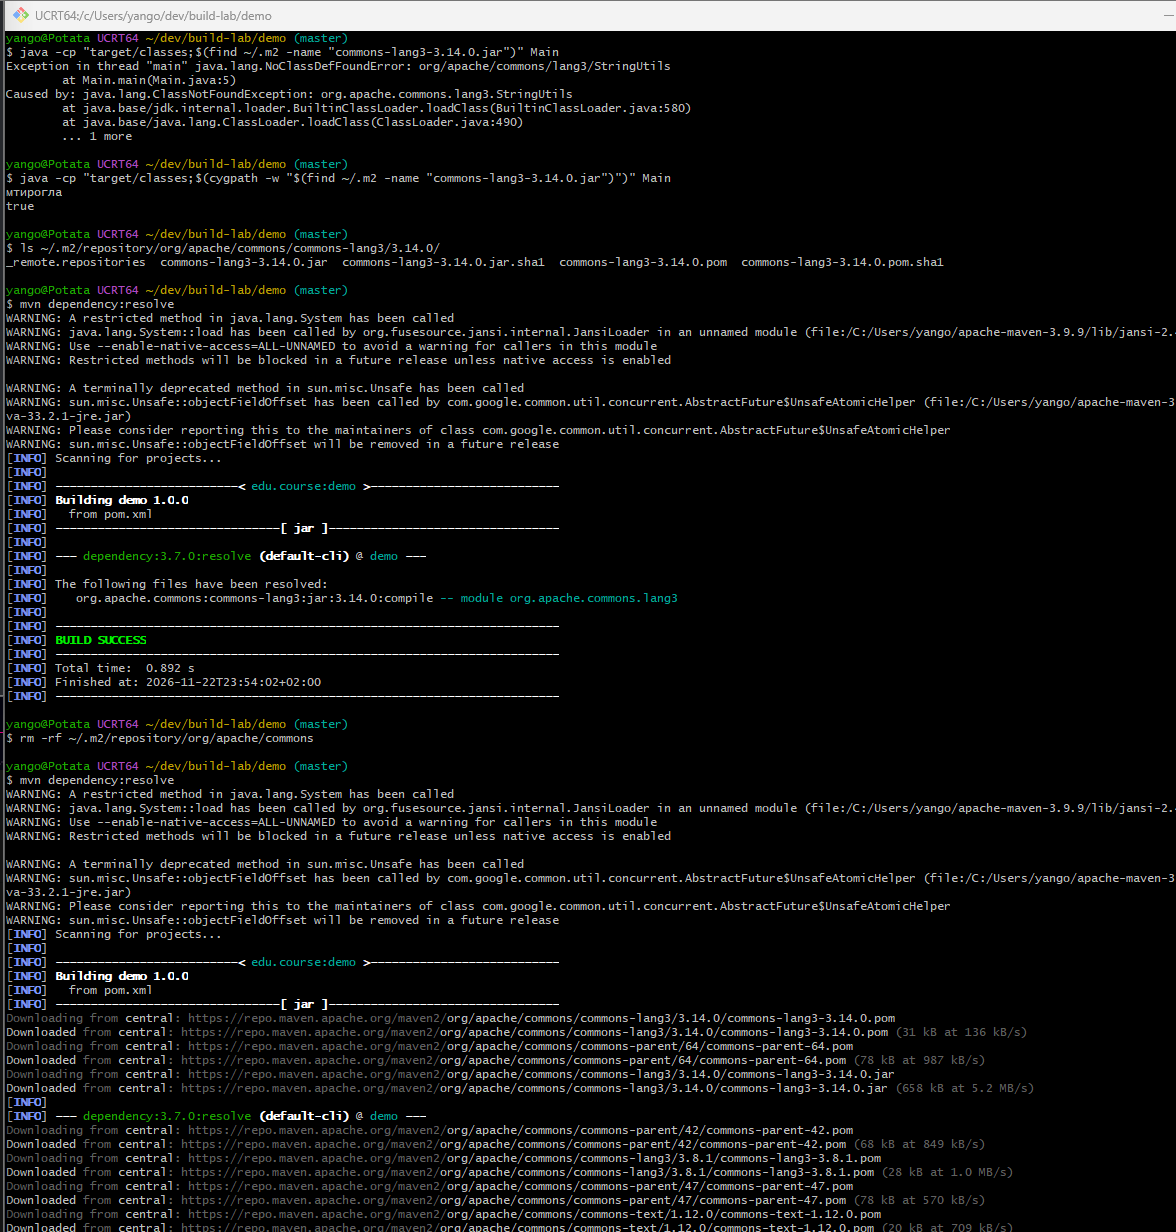 UCRT64:/c/Users/yango/dev/build-lab/demo
yango@Potata UCRT64 ~/dev/build-lab/demo (master)
$ java -cp "target/classes;$(find ~/.m2 -name "commons-lang3-3.14.0.jar")" Main
Exception in thread "main" java.lang.NoClassDefFoundError: org/apache/commons/lang3/StringUtils
at Main.main(Main.java:5)
Caused by: java.lang.ClassNotFoundException: org.apache.commons.lang3.StringUtils
at java.base/jdk.internal.loader.BuiltinClassLoader.loadClass(BuiltinClassLoader.java:580)
at java.base/java.lang.ClassLoader.loadClass(ClassLoader.java:490)
... 1 more
yango@Potata UCRT64 ~/dev/build-lab/demo (master)
$ java -cp "target/classes;$(cygpath -w "$(find ~/.m2 -name "commons-lang3-3.14.0.jar")")" Main
мтирогла
true
yango@Potata UCRT64 ~/dev/build-lab/demo (master)
$ ls ~/.m2/repository/org/apache/commons/commons-lang3/3.14.0/
_remote.repositories  commons-lang3-3.14.0.jar  commons-lang3-3.14.0.jar.sha1  commons-lang3-3.14.0.pom  commons-lang3-3.14.0.pom.sha1
yango@Potata UCRT64 ~/dev/build-lab/demo (master)
$ mvn dependency:resolve
WARNING: A restricted method in java.lang.System has been called
WARNING: java.lang.System::load has been called by org.fusesource.jansi.internal.JansiLoader in an unnamed module (file:/C:/Users/yango/apache-maven-3.9.9/lib/jansi-2.
WARNING: Use --enable-native-access=ALL-UNNAMED to avoid a warning for callers in this module
WARNING: Restricted methods will be blocked in a future release unless native access is enabled
WARNING: A terminally deprecated method in sun.misc.Unsafe has been called
WARNING: sun.misc.Unsafe::objectFieldOffset has been called by com.google.common.util.concurrent.AbstractFuture$UnsafeAtomicHelper (file:/C:/Users/yango/apache-maven-3
va-33.2.1-jre.jar)
WARNING: Please consider reporting this to the maintainers of class com.google.common.util.concurrent.AbstractFuture$UnsafeAtomicHelper
WARNING: sun.misc.Unsafe::objectFieldOffset will be removed in a future release
[INFO] Scanning for projects...
[INFO]
[INFO] --------------------------< edu.course:demo >---------------------------
[INFO] Building demo 1.0.0
[INFO]   from pom.xml
[INFO] --------------------------------[ jar ]---------------------------------
[INFO]
[INFO] --- dependency:3.7.0:resolve (default-cli) @ demo ---
[INFO]
[INFO] The following files have been resolved:
[INFO]    org.apache.commons:commons-lang3:jar:3.14.0:compile -- module org.apache.commons.lang3
[INFO]
[INFO] ------------------------------------------------------------------------
[INFO] BUILD SUCCESS
[INFO] ------------------------------------------------------------------------
[INFO] Total time:  0.892 s
[INFO] Finished at: 2026-11-22T23:54:02+02:00
[INFO] ------------------------------------------------------------------------
yango@Potata UCRT64 ~/dev/build-lab/demo (master)
$ rm -rf ~/.m2/repository/org/apache/commons
yango@Potata UCRT64 ~/dev/build-lab/demo (master)
$ mvn dependency:resolve
WARNING: A restricted method in java.lang.System has been called
WARNING: java.lang.System::load has been called by org.fusesource.jansi.internal.JansiLoader in an unnamed module (file:/C:/Users/yango/apache-maven-3.9.9/lib/jansi-2.
WARNING: Use --enable-native-access=ALL-UNNAMED to avoid a warning for callers in this module
WARNING: Restricted methods will be blocked in a future release unless native access is enabled
WARNING: A terminally deprecated method in sun.misc.Unsafe has been called
WARNING: sun.misc.Unsafe::objectFieldOffset has been called by com.google.common.util.concurrent.AbstractFuture$UnsafeAtomicHelper (file:/C:/Users/yango/apache-maven-3
va-33.2.1-jre.jar)
WARNING: Please consider reporting this to the maintainers of class com.google.common.util.concurrent.AbstractFuture$UnsafeAtomicHelper
WARNING: sun.misc.Unsafe::objectFieldOffset will be removed in a future release
[INFO] Scanning for projects...
[INFO]
[INFO] --------------------------< edu.course:demo >---------------------------
[INFO] Building demo 1.0.0
[INFO]   from pom.xml
[INFO] --------------------------------[ jar ]---------------------------------
Downloading from central: https://repo.maven.apache.org/maven2/org/apache/commons/commons-lang3/3.14.0/commons-lang3-3.14.0.pom
Downloaded from central: https://repo.maven.apache.org/maven2/org/apache/commons/commons-lang3/3.14.0/commons-lang3-3.14.0.pom (31 kB at 136 kB/s)
Downloading from central: https://repo.maven.apache.org/maven2/org/apache/commons/commons-parent/64/commons-parent-64.pom
Downloaded from central: https://repo.maven.apache.org/maven2/org/apache/commons/commons-parent/64/commons-parent-64.pom (78 kB at 987 kB/s)
Downloading from central: https://repo.maven.apache.org/maven2/org/apache/commons/commons-lang3/3.14.0/commons-lang3-3.14.0.jar
Downloaded from central: https://repo.maven.apache.org/maven2/org/apache/commons/commons-lang3/3.14.0/commons-lang3-3.14.0.jar (658 kB at 5.2 MB/s)
[INFO]
[INFO] --- dependency:3.7.0:resolve (default-cli) @ demo ---
Downloading from central: https://repo.maven.apache.org/maven2/org/apache/commons/commons-parent/42/commons-parent-42.pom
Downloaded from central: https://repo.maven.apache.org/maven2/org/apache/commons/commons-parent/42/commons-parent-42.pom (68 kB at 849 kB/s)
Downloading from central: https://repo.maven.apache.org/maven2/org/apache/commons/commons-lang3/3.8.1/commons-lang3-3.8.1.pom
Downloaded from central: https://repo.maven.apache.org/maven2/org/apache/commons/commons-lang3/3.8.1/commons-lang3-3.8.1.pom (28 kB at 1.0 MB/s)
Downloading from central: https://repo.maven.apache.org/maven2/org/apache/commons/commons-parent/47/commons-parent-47.pom
Downloaded from central: https://repo.maven.apache.org/maven2/org/apache/commons/commons-parent/47/commons-parent-47.pom (78 kB at 570 kB/s)
Downloading from central: https://repo.maven.apache.org/maven2/org/apache/commons/commons-text/1.12.0/commons-text-1.12.0.pom
Downloaded from central: https://repo.maven.apache.org/maven2/org/apache/commons/commons-text/1.12.0/commons-text-1.12.0.pom (20 kB at 709 kB/s)